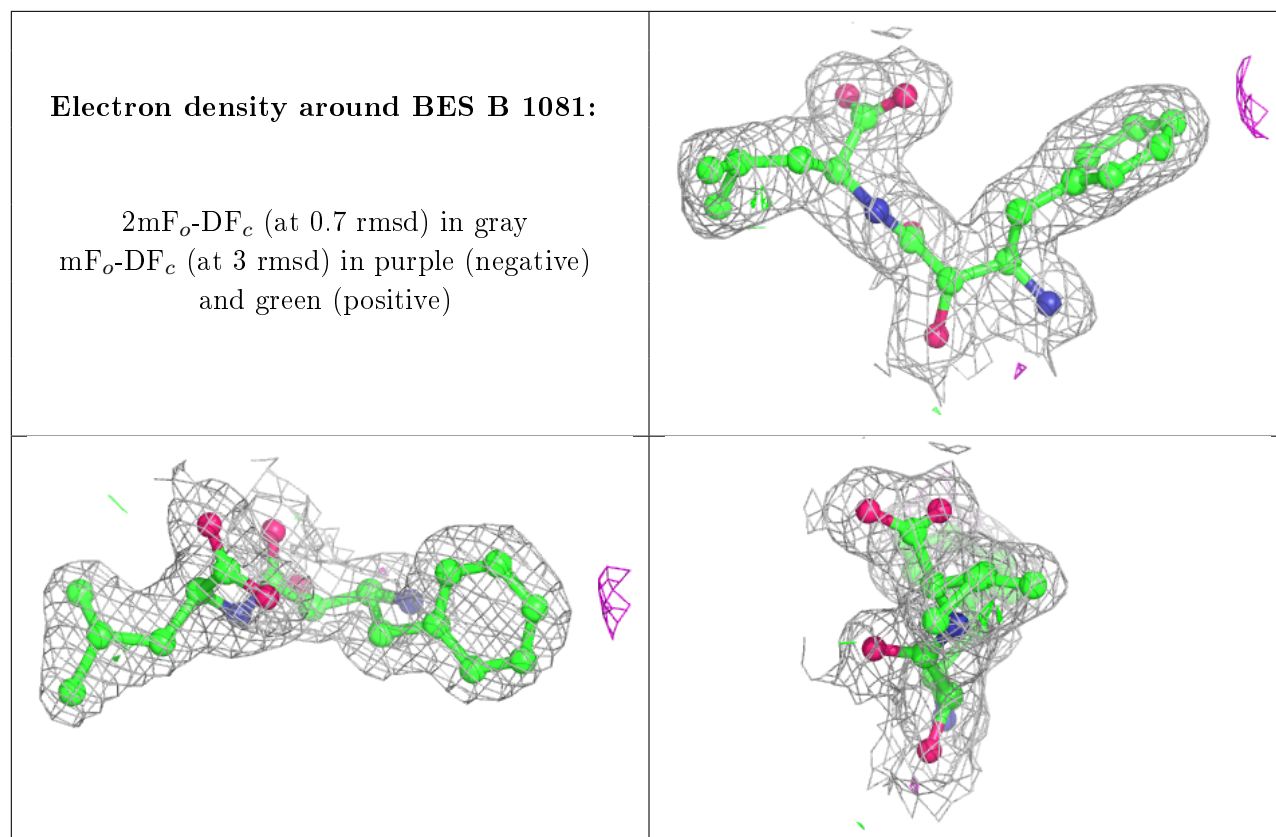 Electron density around BES B 1081:
2mFₒ-DF𝒸 (at 0.7 rmsd) in gray
mFₒ-DF𝒸 (at 3 rmsd) in purple (negative)
and green (positive)